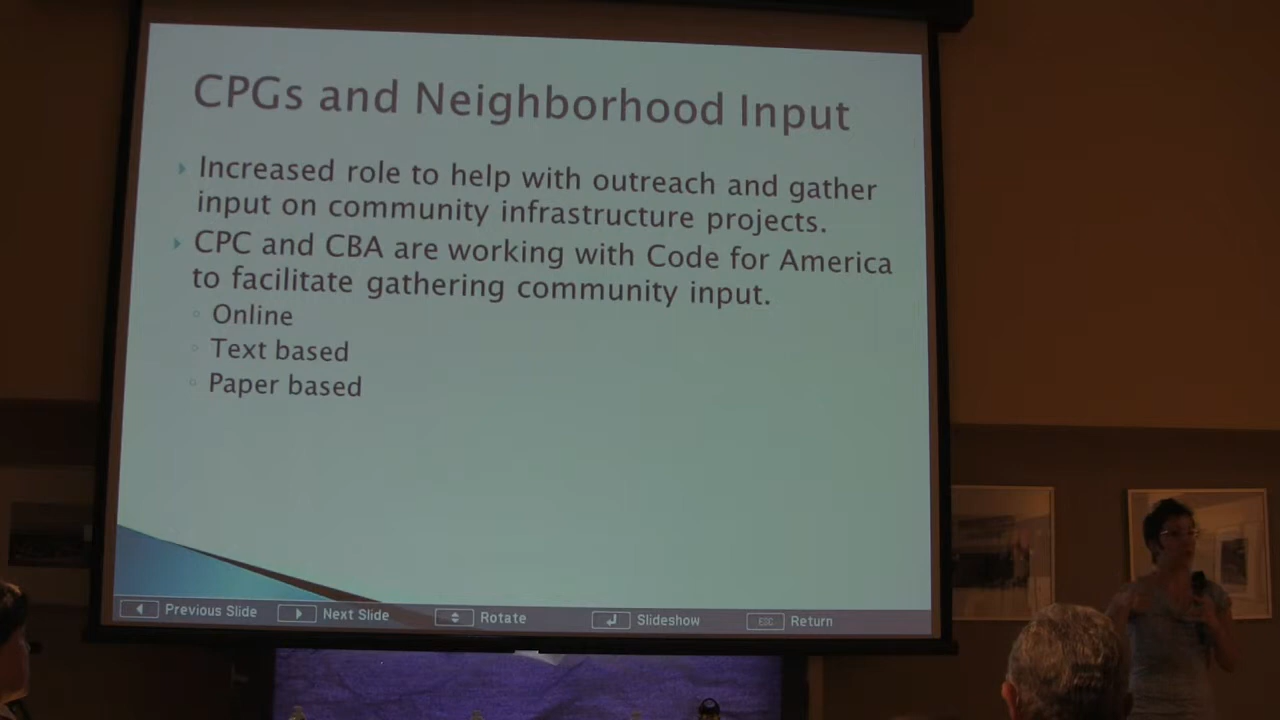 CPGs and Neighborhood Input
Increased role to help with outreach and gather
input on community infrastructure projects.
CPC and CBA are working with Code for America
to facilitate gathering community input.
Online
Text based
Paper based
Previous Slide Next Slide Rotate Slideshow ESC Return